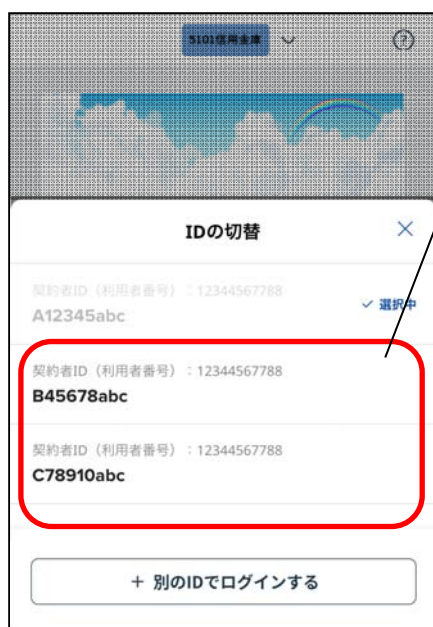 5101信用金庫
?
IDの切替
契約者ID（利用者番号）：12344567788
A12345abc
選択中
契約者ID（利用者番号）：12344567788
B45678abc
契約者ID（利用者番号）：12344567788
C78910abc
+ 別のIDでログインする